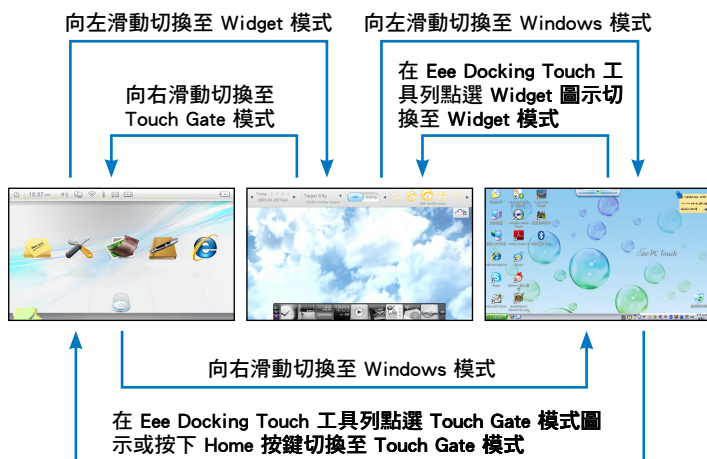 向左滑動切換至 Widget 模式
向左滑動切換至 Windows 模式
向右滑動切換至
Touch Gate 模式
在 Eee Docking Touch 工
具列點選 Widget 圖示切
換至 Widget 模式
10:37
Taipei City
Eee PC Touch
向右滑動切換至 Windows 模式
在 Eee Docking Touch 工具列點選 Touch Gate 模式圖
示或按下 Home 按鍵切換至 Touch Gate 模式